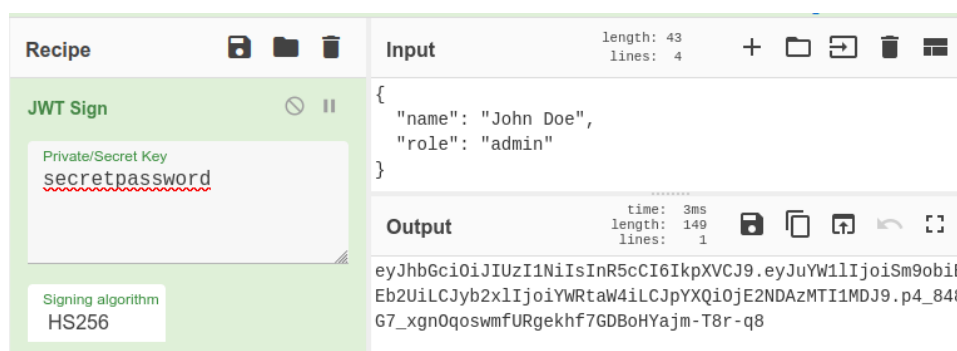 Recipe
JWT Sign
Private/Secret Key
secretpassword
Signing algorithm
HS256
Input
length: 43
lines: 4
{
"name": "John Doe",
"role": "admin"
}
Output
time: 3ms
length: 149
lines: 1
eyJhbGciOiJIUzI1NiIsInR5cCI6IkpXVCJ9.eyJuYW1lIjoiSm9obi
Eb2UiLCJyb2xlIjoiYWRtaW4iLCJpYXQiOjE2NDAzMTI1MDJ9.p4_848
G7_xgnOqoswmfURgekhf7GDBoHYajm-T8r-q8